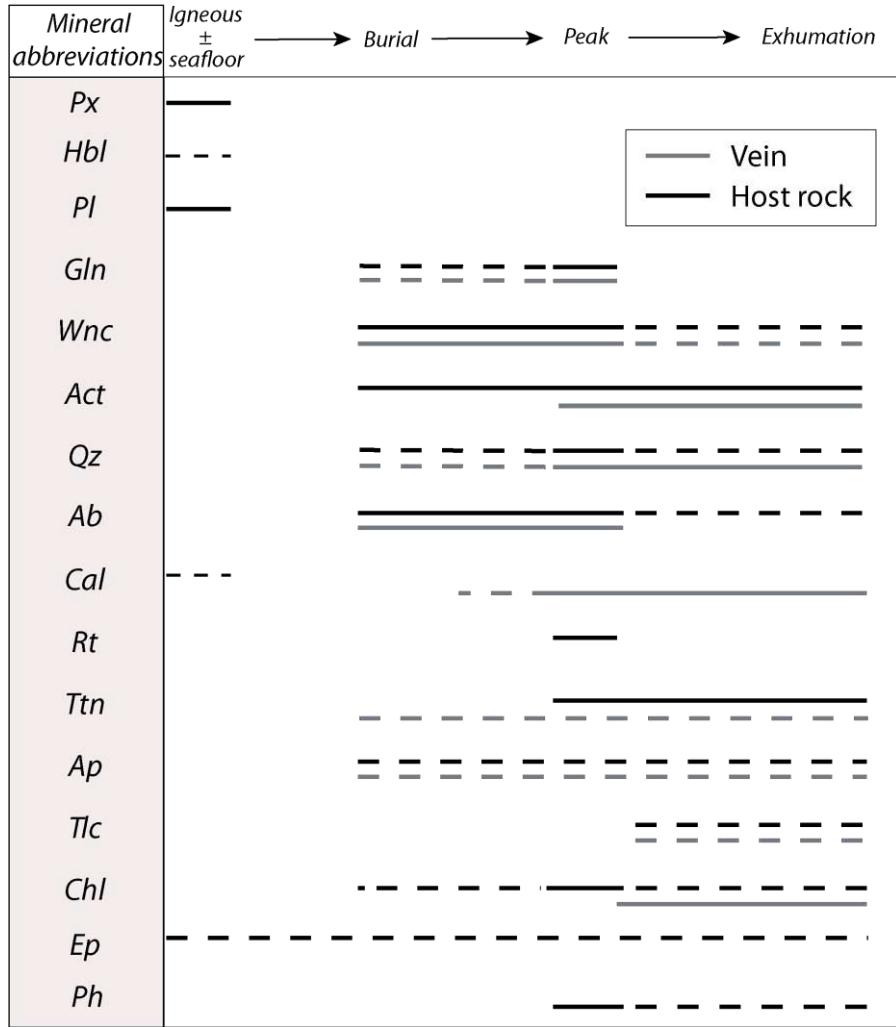 Mineral
abbreviations
Igneous
±
seafloor
Burial
Peak
Exhumation
Px
Hbl
Pl
Gln
Wnc
Act
Qz
Ab
Cal
Rt
Ttn
Ap
Tlc
Chl
Ep
Ph
Vein
Host rock